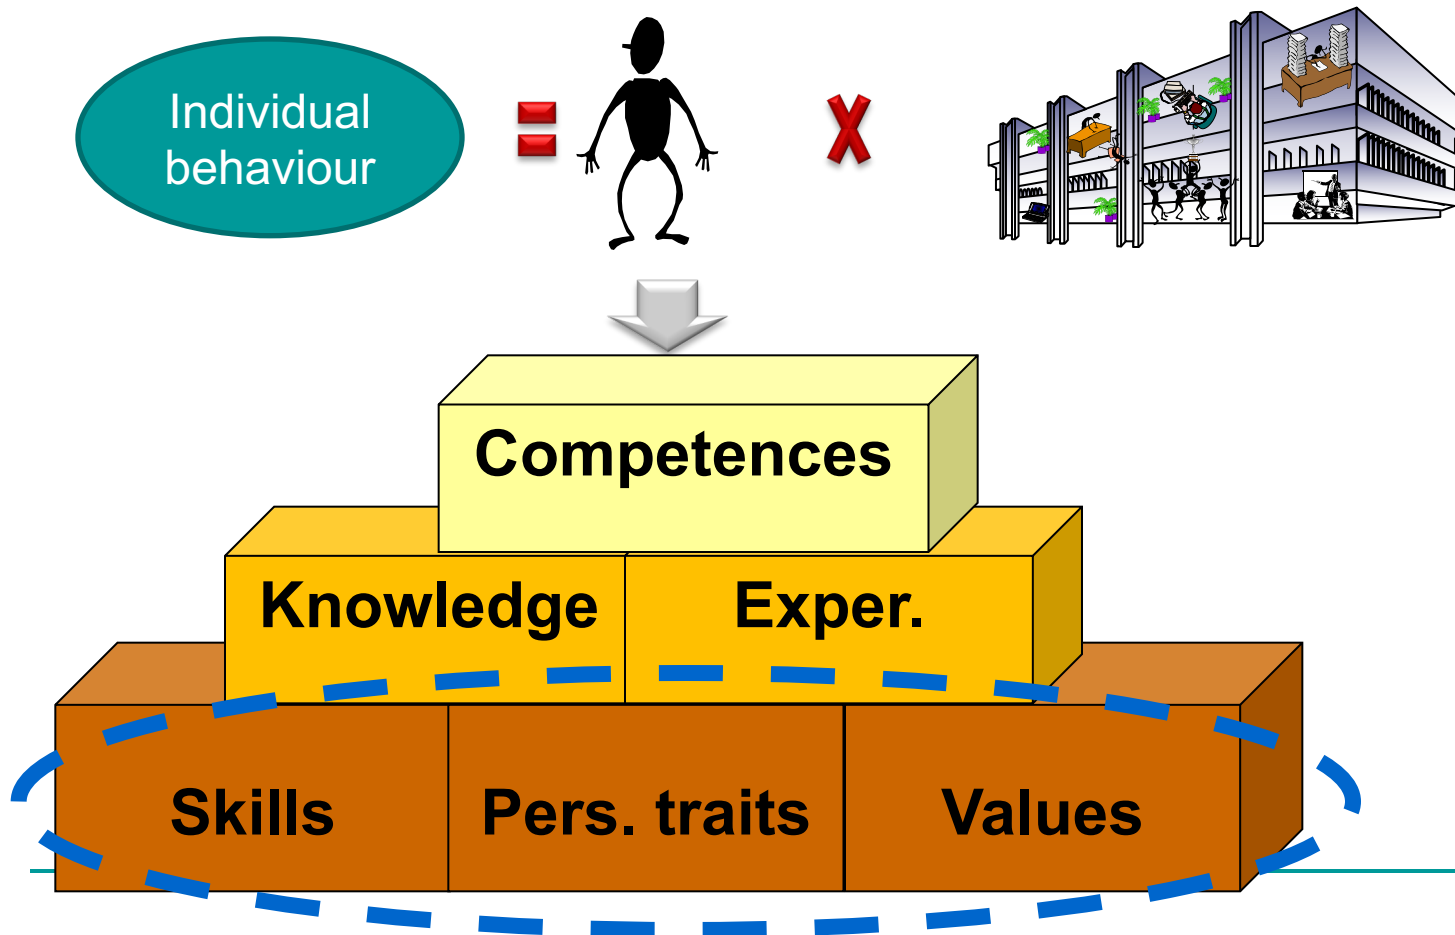 Individual
behaviour
Competences
Knowledge
Exper.
Skills
Pers. traits
Values